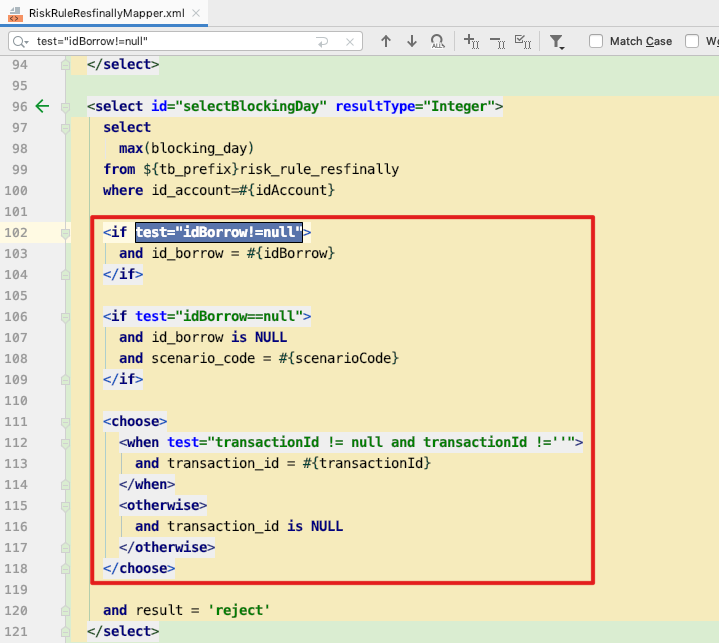 RiskRuleResfinallyMapper.xml
test="idBorrow!=null"
Match Case
94 </select>
95
96 <select id="selectBlockingDay" resultType="Integer">
97 select
98 max(blocking_day)
99 from ${tb_prefix}risk_rule_resfinally
100 where id_account=#{idAccount}
101
102 <if test="idBorrow!=null">
103 and id_borrow = #{idBorrow}
104 </if>
105
106 <if test="idBorrow==null">
107 and id_borrow is NULL
108 and scenario_code = #{scenarioCode}
109 </if>
110
111 <choose>
112 <when test="transactionId != null and transactionId !=''">
113 and transaction_id = #{transactionId}
114 </when>
115 <otherwise>
116 and transaction_id is NULL
117 </otherwise>
118 </choose>
119
120 and result = 'reject'
121 </select>